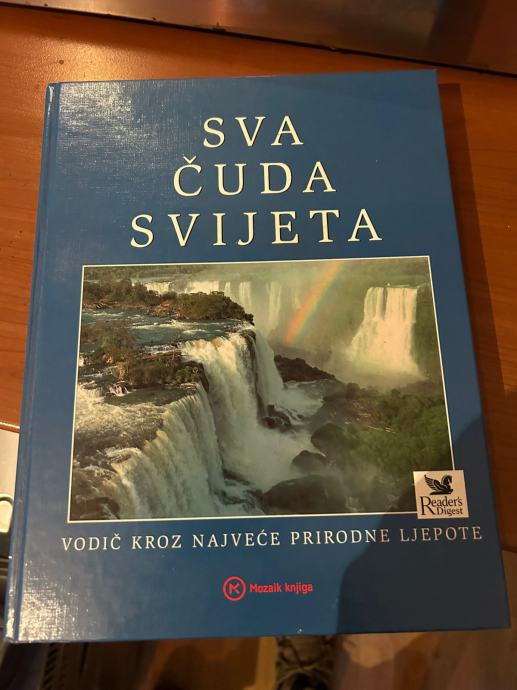 SVA
ČUDA
SVIJETA
Reader's
Digest
VODIČ KROZ NAJVEĆE PRIRODNE LJEPOTE
Mozaik knjiga